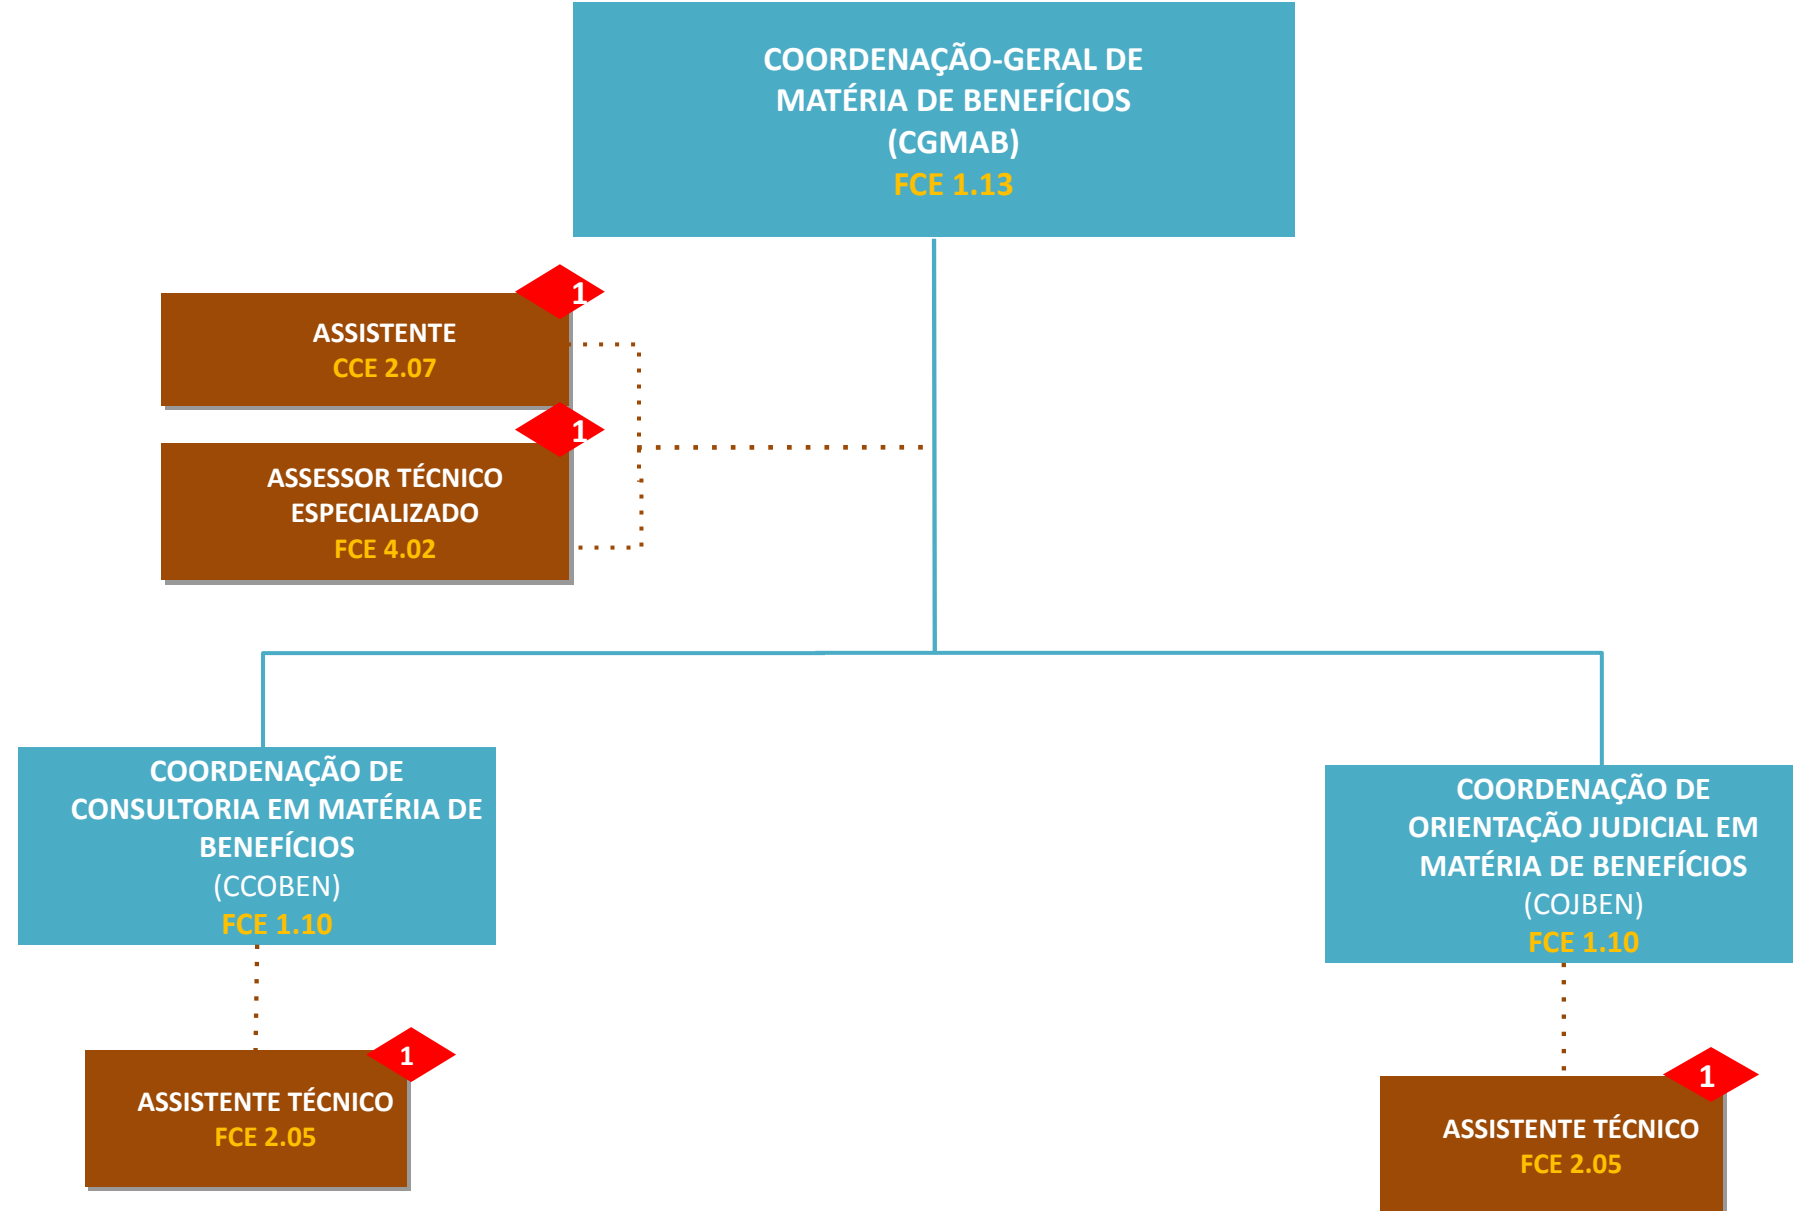 COORDENAÇÃO-GERAL DE
MATÉRIA DE BENEFÍCIOS
(CGMAB)
FCE 1.13
1
ASSISTENTE
CCE 2.07
1
ASSESSOR TÉCNICO
ESPECIALIZADO
FCE 4.02
COORDENAÇÃO DE
CONSULTORIA EM MATÉRIA DE
BENEFÍCIOS
(CCOBEN)
FCE 1.10
COORDENAÇÃO DE
ORIENTAÇÃO JUDICIAL EM
MATÉRIA DE BENEFÍCIOS
(COJBEN)
FCE 1.10
1
ASSISTENTE TÉCNICO
FCE 2.05
1
ASSISTENTE TÉCNICO
FCE 2.05